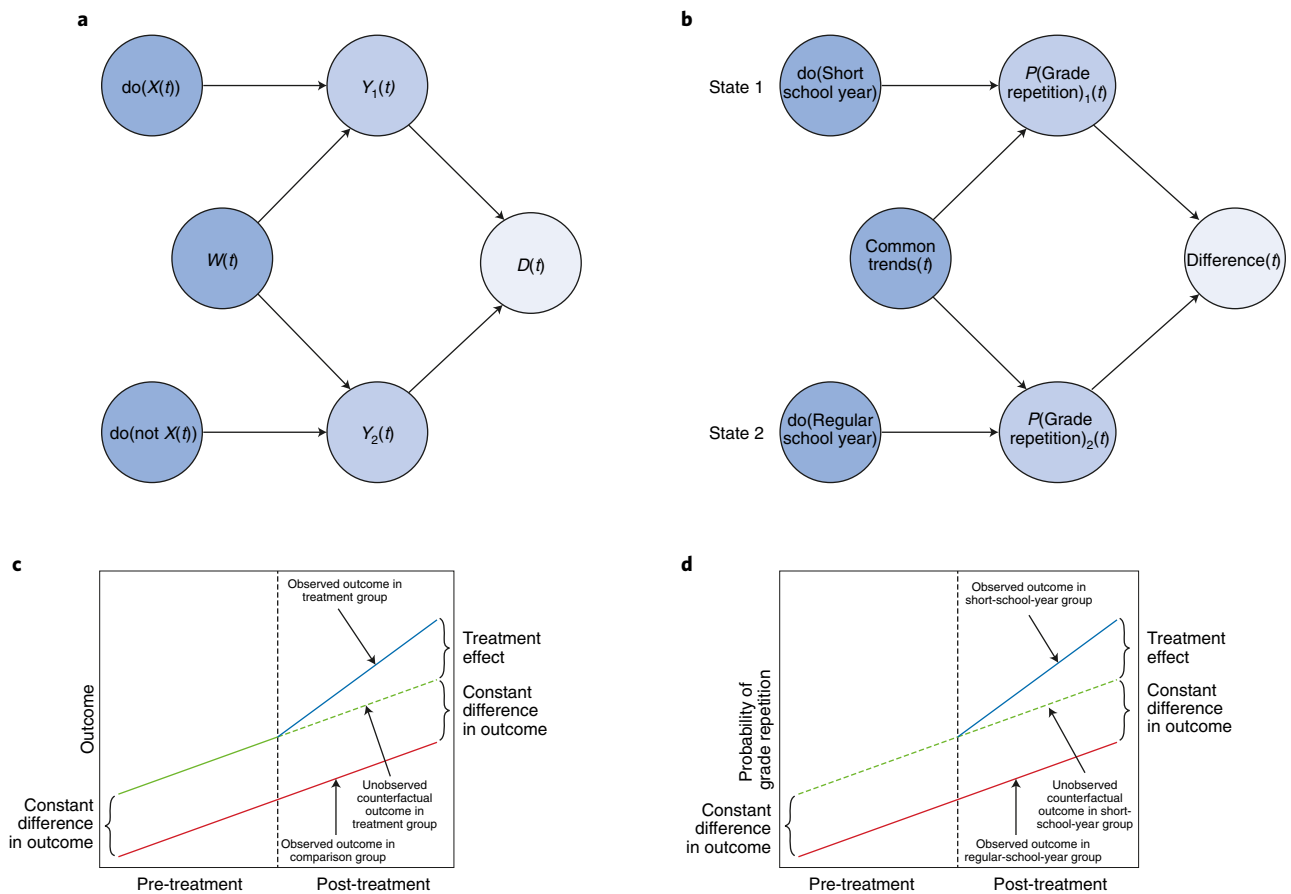 a
do(X(t))
Y₁(t)
W(t)
D(t)
do(not X(t))
Y₂(t)
b
State 1
do(Short
school year)
P(Grade
repetition)₁(t)
Common
trends(t)
Difference(t)
State 2
do(Regular
school year)
P(Grade
repetition)₂(t)
c
Outcome
Observed outcome in
treatment group
Treatment
effect
Constant
difference
in outcome
Unobserved
counterfactual
outcome in
treatment group
Constant
difference
in outcome
Observed outcome in
comparison group
Pre-treatment
Post-treatment
d
Probability of
grade repetition
Observed outcome in
short-school-year group
Treatment
effect
Constant
difference
in outcome
Unobserved
counterfactual
outcome in short-
school-year group
Constant
difference
in outcome
Observed outcome in
regular-school-year group
Pre-treatment
Post-treatment